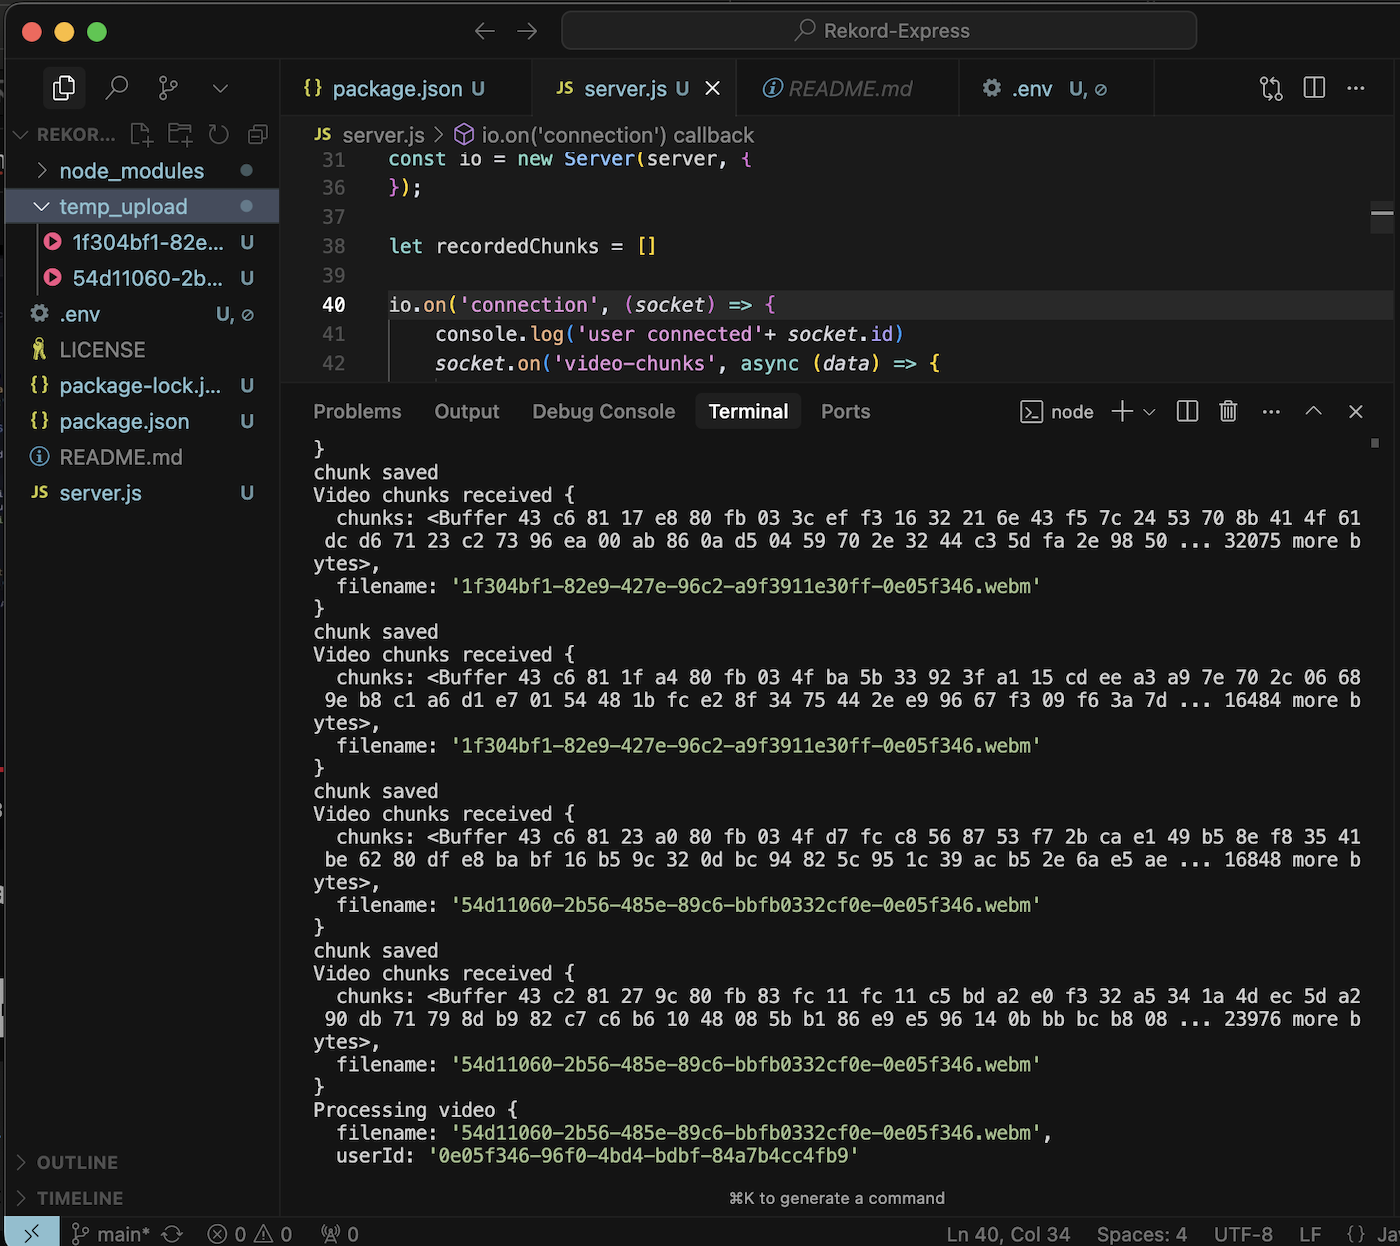 Rekord-Express
package.json U
server.js U
README.md
.env U,
REKOR...
server.js > io.on('connection') callback
node_modules
temp_upload
1f304bf1-82e... U
54d11060-2b... U
.env U,
LICENSE
package-lock.j... U
package.json U
README.md
server.js U
31 const io = new Server(server, {
36 });
37
38 let recordedChunks = []
39
40 io.on('connection', (socket) => {
41 console.log('user connected'+ socket.id)
42 socket.on('video-chunks', async (data) => {
Problems Output Debug Console Terminal Ports node
}
chunk saved
Video chunks received {
chunks: <Buffer 43 c6 81 17 e8 80 fb 03 3c ef f3 16 32 21 6e 43 f5 7c 24 53 70 8b 41 4f 61
dc d6 71 23 c2 73 96 ea 00 ab 86 0a d5 04 59 70 2e 32 44 c3 5d fa 2e 98 50 ... 32075 more b
ytes>,
filename: '1f304bf1-82e9-427e-96c2-a9f3911e30ff-0e05f346.webm'
}
chunk saved
Video chunks received {
chunks: <Buffer 43 c6 81 1f a4 80 fb 03 4f ba 5b 33 92 3f a1 15 cd ee a3 a9 7e 70 2c 06 68
9e b8 c1 a6 d1 e7 01 54 48 1b fc e2 8f 34 75 44 2e e9 96 67 f3 09 f6 3a 7d ... 16484 more b
ytes>,
filename: '1f304bf1-82e9-427e-96c2-a9f3911e30ff-0e05f346.webm'
}
chunk saved
Video chunks received {
chunks: <Buffer 43 c6 81 23 a0 80 fb 03 4f d7 fc c8 56 87 53 f7 2b ca e1 49 b5 8e f8 35 41
be 62 80 df e8 ba bf 16 b5 9c 32 0d bc 94 82 5c 95 1c 39 ac b5 2e 6a e5 ae ... 16848 more b
ytes>,
filename: '54d11060-2b56-485e-89c6-bbfb0332cf0e-0e05f346.webm'
}
chunk saved
Video chunks received {
chunks: <Buffer 43 c2 81 27 9c 80 fb 83 fc 11 fc 11 c5 bd a2 e0 f3 32 a5 34 1a 4d ec 5d a2
90 db 71 79 8d b9 82 c7 c6 b6 10 48 08 5b b1 86 e9 e5 96 14 0b bb bc b8 08 ... 23976 more b
ytes>,
filename: '54d11060-2b56-485e-89c6-bbfb0332cf0e-0e05f346.webm'
}
Processing video {
filename: '54d11060-2b56-485e-89c6-bbfb0332cf0e-0e05f346.webm',
userId: '0e05f346-96f0-4bd4-bdbf-84a7b4cc4fb9'
⌘K to generate a command
OUTLINE
TIMELINE
main* 0 0 0 Ln 40, Col 34 Spaces: 4 UTF-8 LF {} Ja